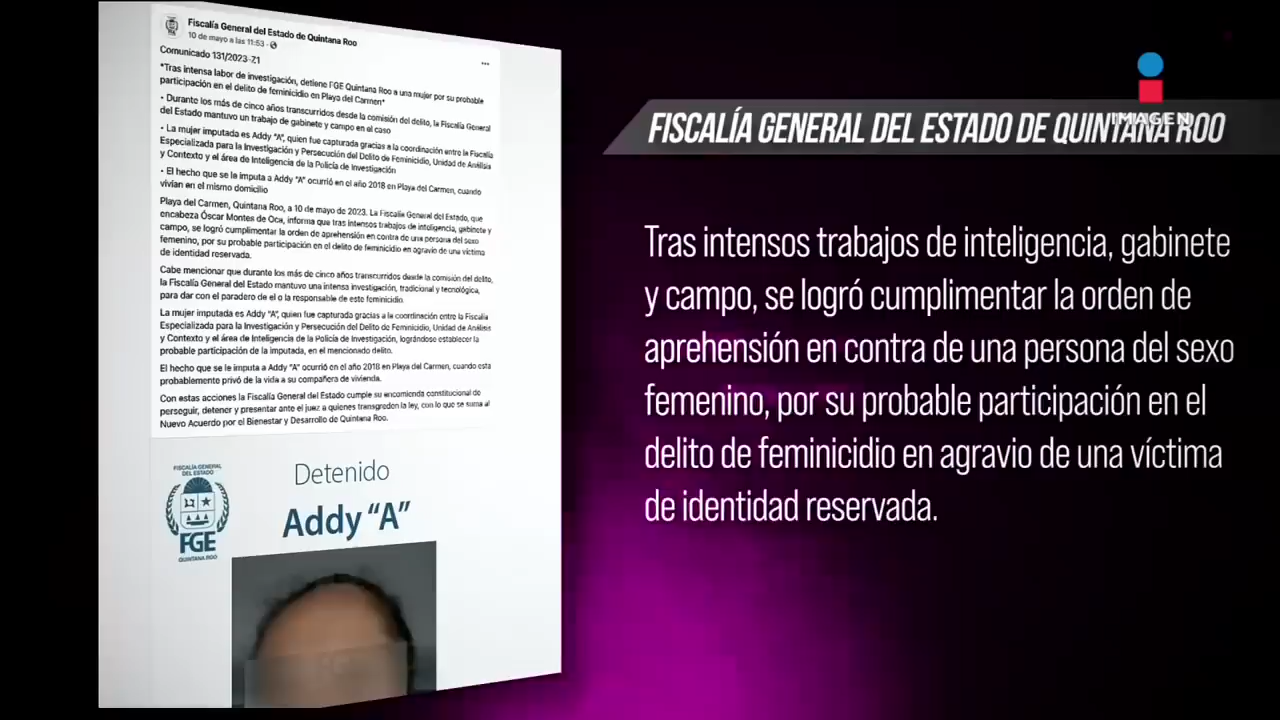 Fiscalía General del Estado de Quintana Roo
10 de mayo a las 11:53
Comunicado 131/2023-Z1
*Tras intensa labor de investigación, detiene FGE Quintana Roo a una mujer por su probable
participación en el delito de feminicidio en Playa del Carmen*
• Durante los más de cinco años transcurridos desde la comisión del delito, la Fiscalía General
del Estado mantuvo un trabajo de gabinete y campo en el caso
• La mujer imputada es Addy "A", quien fue capturada gracias a la coordinación entre la Fiscalía
Especializada para la Investigación y Persecución del Delito de Feminicidio, Unidad de Análisis
y Contexto y el área de Inteligencia de la Policía de Investigación
• El hecho que se le imputa a Addy "A" ocurrió en el año 2018 en Playa del Carmen, cuando
vivían en el mismo domicilio
Playa del Carmen, Quintana Roo, a 10 de mayo de 2023. La Fiscalía General del Estado, que
encabeza Óscar Montes de Oca, informa que tras intensos trabajos de inteligencia, gabinete y
campo, se logró cumplimentar la orden de aprehensión en contra de una persona del sexo
femenino, por su probable participación en el delito de feminicidio en agravio de una víctima
de identidad reservada.
Cabe mencionar que durante los más de cinco años transcurridos desde la comisión del delito,
la Fiscalía General del Estado mantuvo una intensa investigación, tradicional y tecnológica,
para dar con el paradero de el o la responsable de este feminicidio.
La mujer imputada es Addy "A", quien fue capturada gracias a la coordinación entre la Fiscalía
Especializada para la Investigación y Persecución del Delito de Feminicidio, Unidad de Análisis
y Contexto y el área de Inteligencia de la Policía de Investigación, lográndose establecer la
probable participación de la imputada, en el mencionado delito.
El hecho que se le imputa a Addy "A" ocurrió en el año 2018 en Playa del Carmen, cuando esta
probablemente privó de la vida a su compañera de vivienda.
Con estas acciones la Fiscalía General del Estado cumple su encomienda constitucional de
perseguir, detener y presentar ante el juez a quienes transgreden la ley, con lo que se suma al
Nuevo Acuerdo por el Bienestar y Desarrollo de Quintana Roo.
FISCALÍA GENERAL
DEL ESTADO
FGE
QUINTANA ROO
Detenido
Addy "A"
IMAGEN
FISCALÍA GENERAL DEL ESTADO DE QUINTANA ROO
Tras intensos trabajos de inteligencia, gabinete
y campo, se logró cumplimentar la orden de
aprehensión en contra de una persona del sexo
femenino, por su probable participación en el
delito de feminicidio en agravio de una víctima
de identidad reservada.